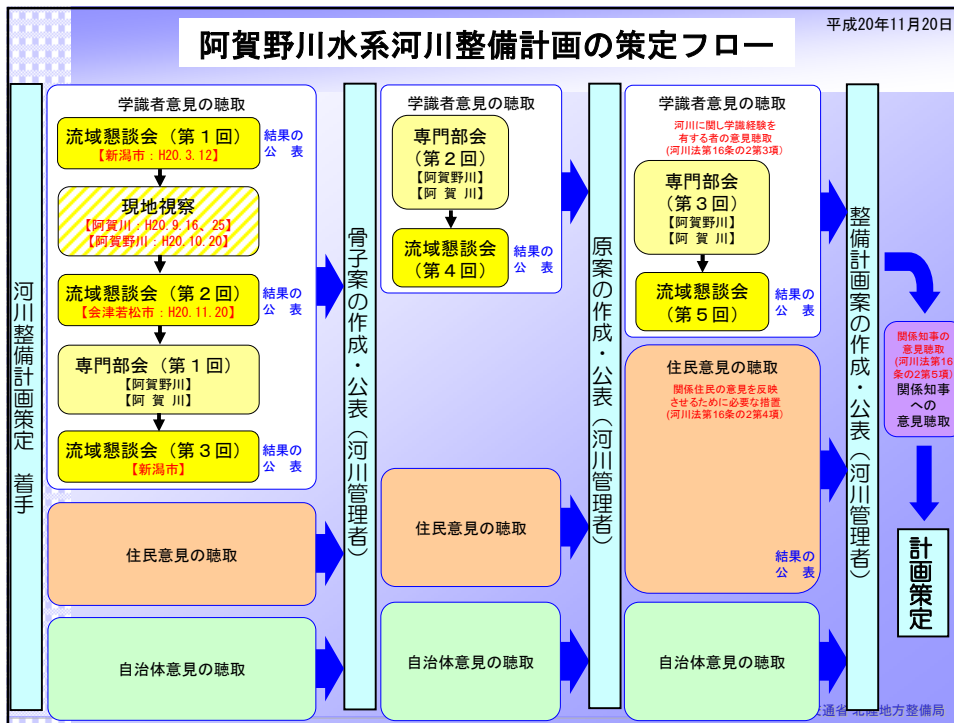 平成20年11月20日
阿賀野川水系河川整備計画の策定フロー
河川整備計画策定 着手
学識者意見の聴取
流域懇談会（第１回）
【新潟市：H20.3.12】
結果の
公 表
現地視察
【阿賀川：H20.9.16、25】
【阿賀野川：H20.10.20】
流域懇談会（第２回）
【会津若松市：H20.11.20】
結果の
公 表
専門部会（第１回）
【阿賀野川】
【阿 賀 川】
流域懇談会（第３回）
【新潟市】
結果の
公 表
住民意見の聴取
自治体意見の聴取
骨子案の作成・公表（河川管理者）
学識者意見の聴取
専門部会
（第２回）
【阿賀野川】
【阿 賀 川】
流域懇談会
（第４回）
結果の
公 表
住民意見の聴取
自治体意見の聴取
原案の作成・公表（河川管理者）
学識者意見の聴取
河川に関し学識経験を
有する者の意見聴取
(河川法第16条の2第3項)
専門部会
（第３回）
【阿賀野川】
【阿 賀 川】
流域懇談会
（第５回）
結果の
公 表
住民意見の聴取
関係住民の意見を反映
させるために必要な措置
(河川法第16条の2第4項)
結果の
公 表
自治体意見の聴取
整備計画案の作成・公表（河川管理者）
関係知事の
意見聴取
(河川法第16
条の2第5項)
関係知事
への
意見聴取
計画策定
通省 北陸地方整備局